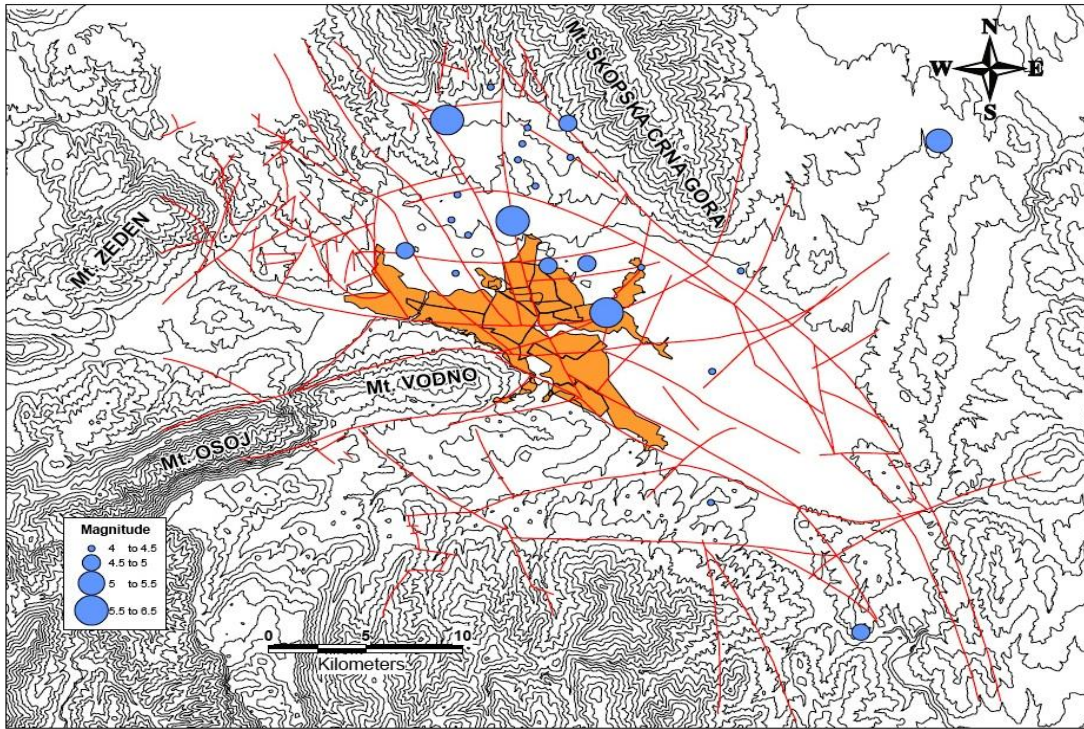 Mt. SKOPSKA CRNA GORA
N
W E
S
Mt. ZEDEN
Mt. VODNO
Mt. OSOJ
Magnitude
4 to 4.5
4.5 to 5
5 to 5.5
5.5 to 6.5
0 5 10
Kilometers